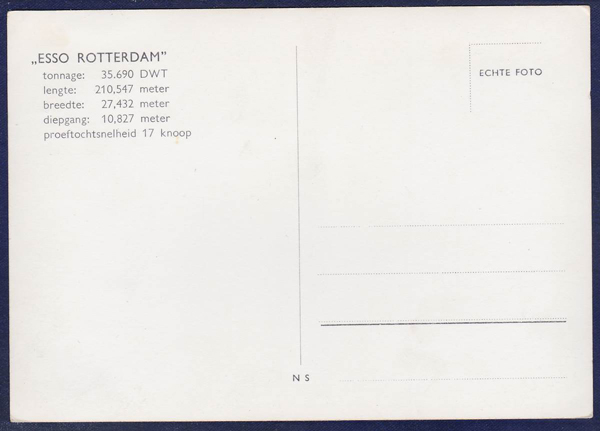 „ESSO ROTTERDAM”
tonnage: 35.690 DWT
lengte: 210,547 meter
breedte: 27,432 meter
diepgang: 10,827 meter
proeftochtsnelheid 17 knoop
ECHTE FOTO
N S